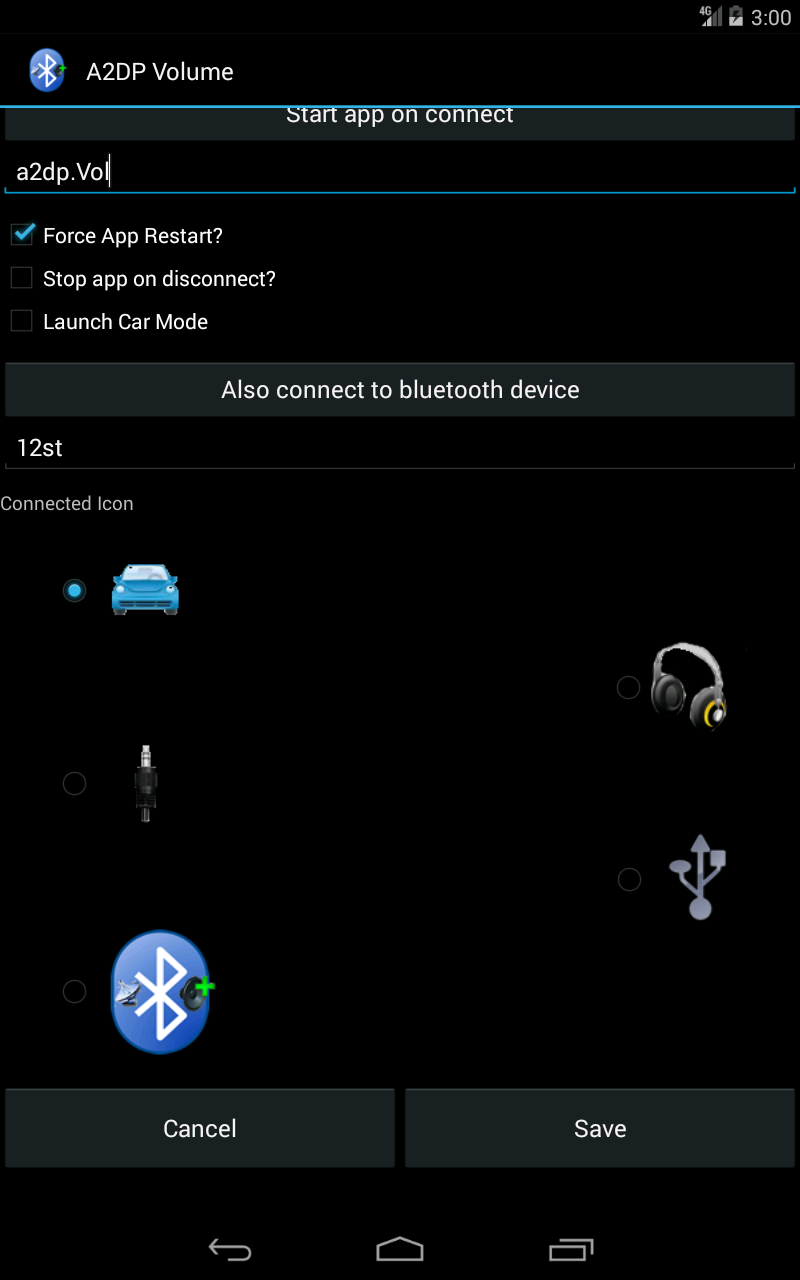 4G 3:00
A2DP Volume
Start app on connect
a2dp.Vol
Force App Restart?
Stop app on disconnect?
Launch Car Mode
Also connect to bluetooth device
12st
Connected Icon
Cancel Save